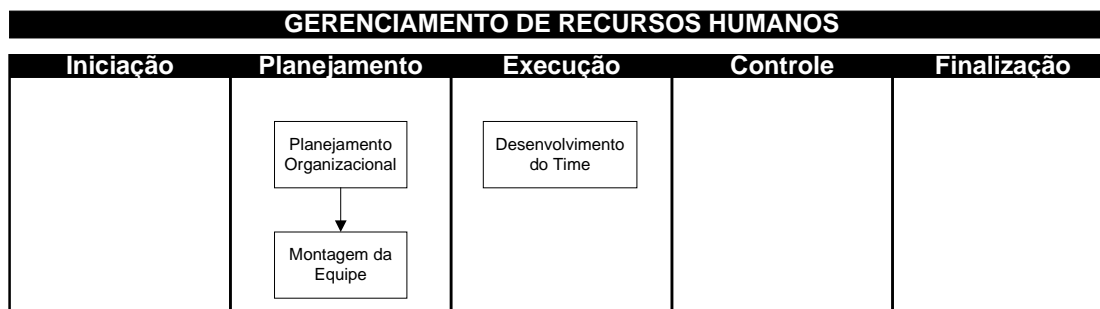 GERENCIAMENTO DE RECURSOS HUMANOS
Iniciação
Planejamento
Execução
Controle
Finalização
Planejamento
Organizacional
Montagem da
Equipe
Desenvolvimento
do Time